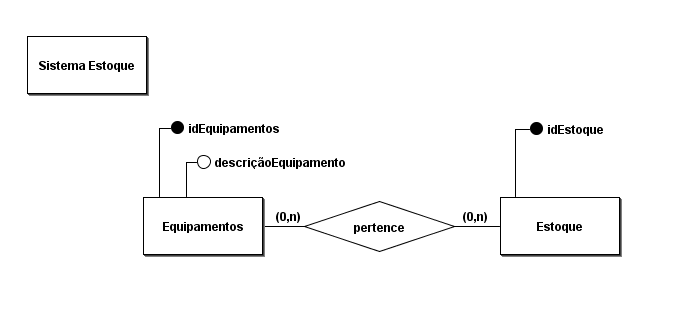 Sistema Estoque
idEquipamentos
idEstoque
descriçãoEquipamento
Equipamentos
(0,n)
pertence
(0,n)
Estoque